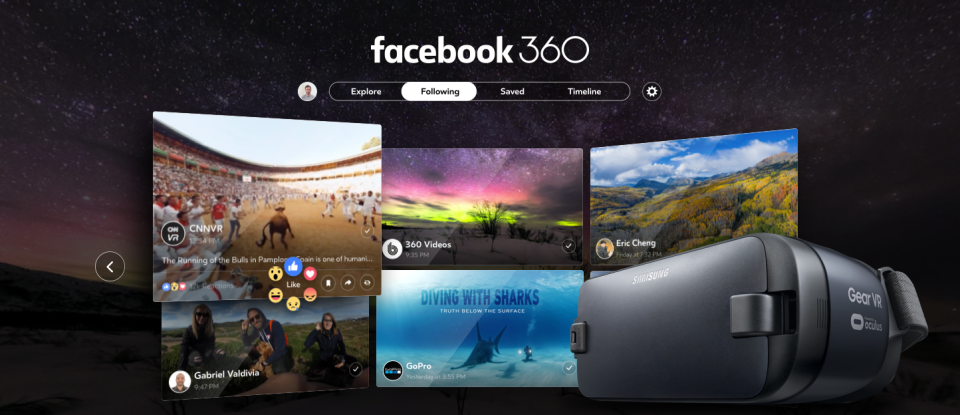 facebook 360
Explore
Following
Saved
Timeline
CNNVR
12:34 PM
The Running of the Bulls in Pamplona, Spain is one of humani...
Reactions
Like
360 Videos
9:35 PM
Eric Cheng
Friday at 7:32 PM
Gabriel Valdivia
9:47 PM
DIVING WITH SHARKS
TRUTH BELOW THE SURFACE
GoPro
Yesterday at 3:55 PM
SAMSUNG
Gear VR
oculus
ON
VR